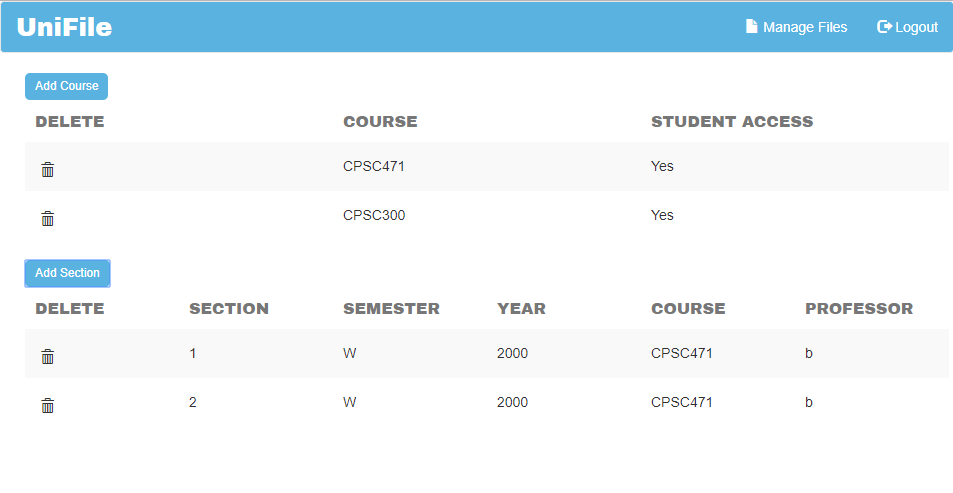 UniFile Manage Files Logout
Add Course
DELETE COURSE STUDENT ACCESS
CPSC471 Yes
CPSC300 Yes
Add Section
DELETE SECTION SEMESTER YEAR COURSE PROFESSOR
1 W 2000 CPSC471 b
2 W 2000 CPSC471 b